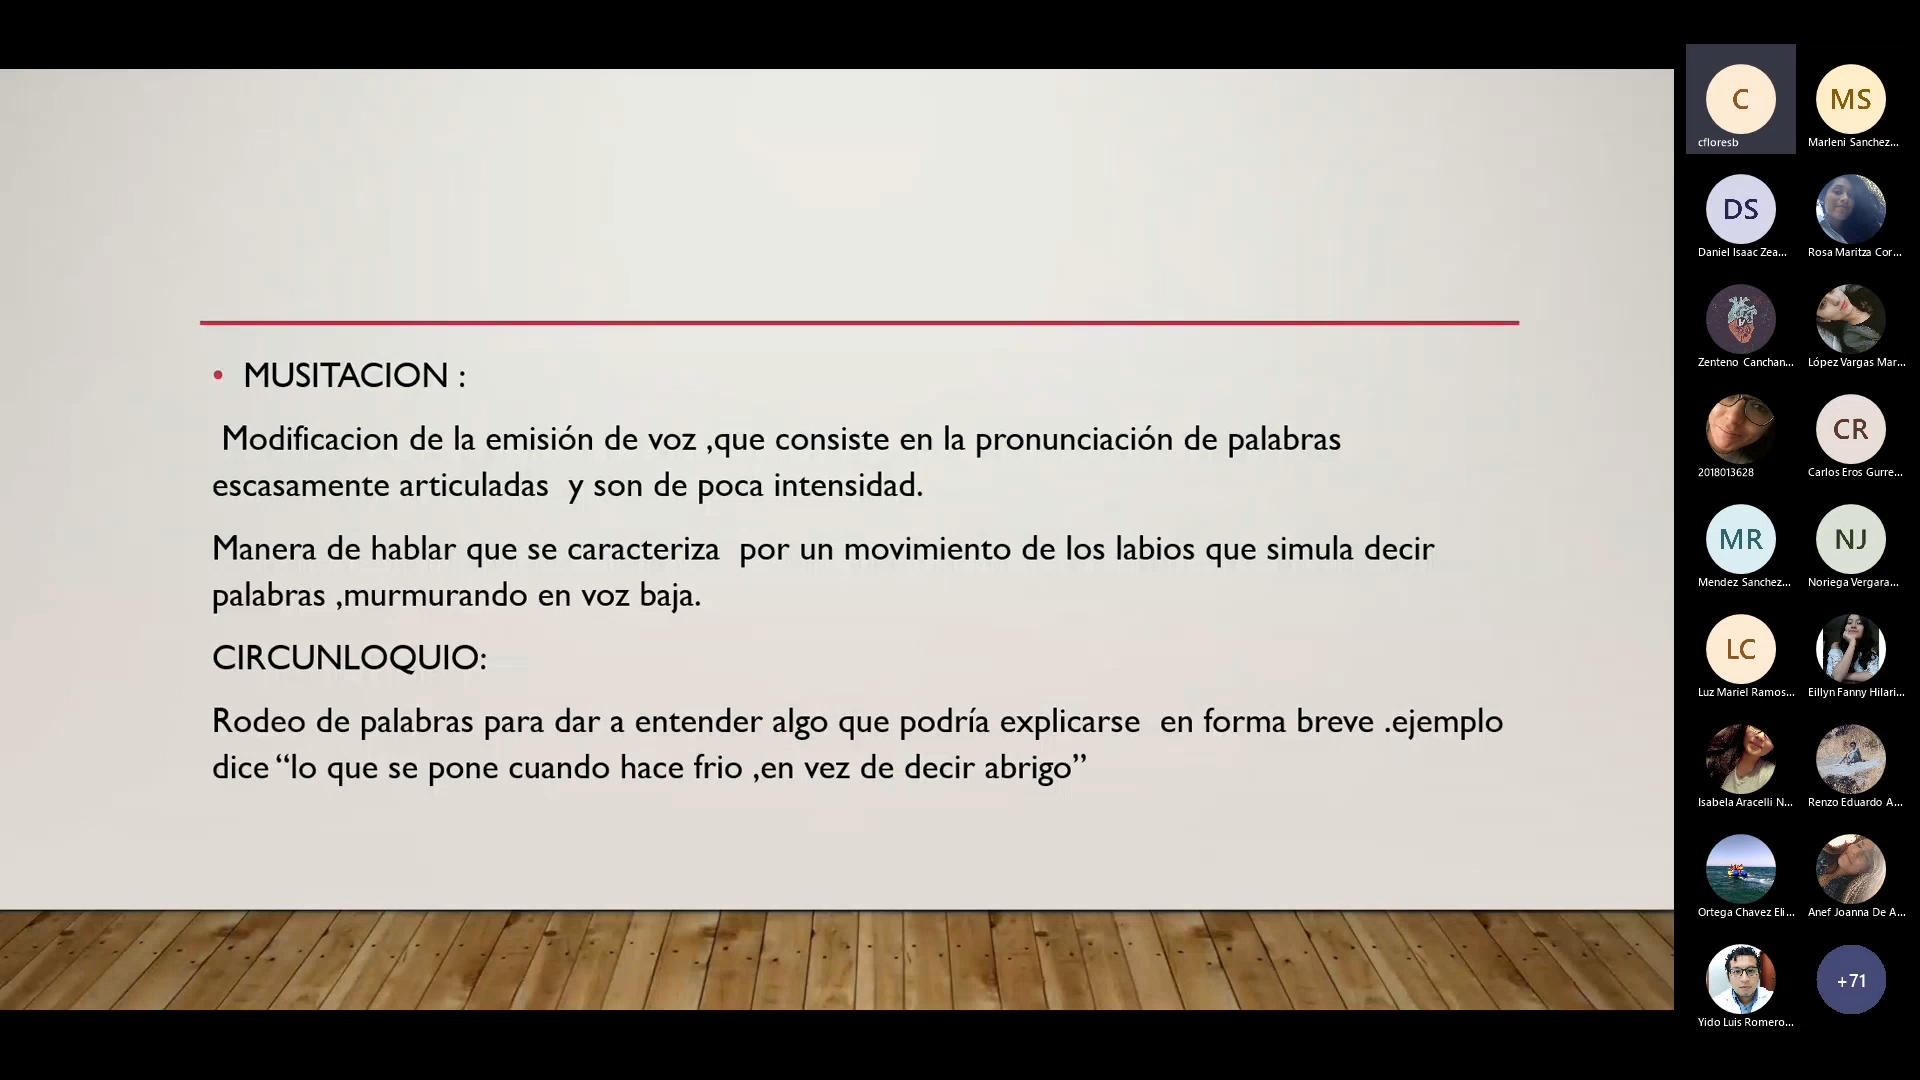 • MUSITACION :
Modificacion de la emisión de voz ,que consiste en la pronunciación de palabras
escasamente articuladas y son de poca intensidad.
Manera de hablar que se caracteriza por un movimiento de los labios que simula decir
palabras ,murmurando en voz baja.
CIRCUNLOQUIO:
Rodeo de palabras para dar a entender algo que podría explicarse en forma breve .ejemplo
dice “lo que se pone cuando hace frio ,en vez de decir abrigo”
C
cfloresb
MS
Marleni Sanchez...
DS
Daniel Isaac Zea...
Rosa Maritza Cor...
Zenteno Canchan...
López Vargas Mar...
2018013628
CR
Carlos Eros Gurre...
MR
Mendez Sanchez...
NJ
Noriega Vergara...
LC
Luz Mariel Ramos...
Eillyn Fanny Hilari...
Isabela Aracelli N...
Renzo Eduardo A...
Ortega Chavez Eli...
Anef Joanna De A...
Yido Luis Romero...
+71